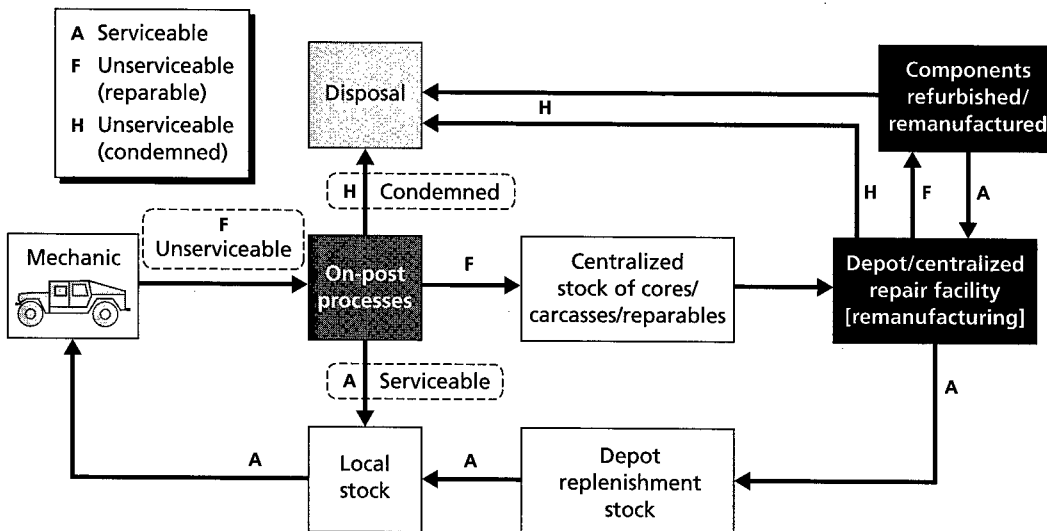 A Serviceable
F Unserviceable
(reparable)
H Unserviceable
(condemned)
Disposal
Components
refurbished/
remanufactured
H
H Condemned
H
F
A
F
Unserviceable
Mechanic
On-post
processes
F
Centralized
stock of cores/
carcasses/reparables
Depot/centralized
repair facility
[remanufacturing]
A Serviceable
A
A
Local
stock
A
Depot
replenishment
stock